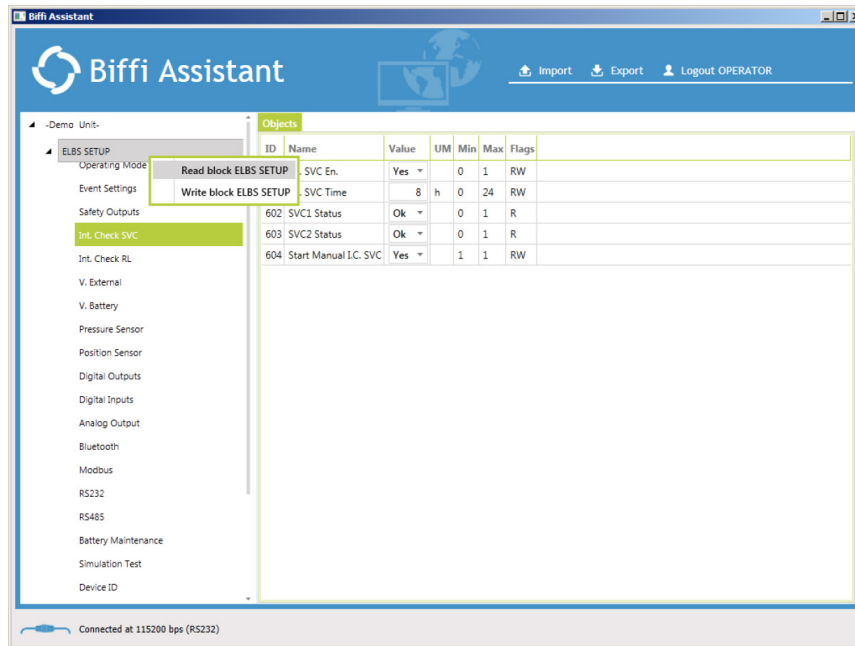 Biffi Assistant
Biffi Assistant
Import Export Logout OPERATOR
-Demo Unit-
ELBS SETUP
Operating Mode
Event Settings
Safety Outputs
Int. Check SVC
Int. Check RL
V. External
V. Battery
Pressure Sensor
Position Sensor
Digital Outputs
Digital Inputs
Analog Output
Bluetooth
Modbus
RS232
RS485
Battery Maintenance
Simulation Test
Device ID
Read block ELBS SETUP
Write block ELBS SETUP
Objects
ID Name Value UM Min Max Flags
. SVC En. Yes 0 1 RW
. SVC Time 8 h 0 24 RW
602 SVC1 Status Ok 0 1 R
603 SVC2 Status Ok 0 1 R
604 Start Manual I.C. SVC Yes 1 1 RW
Connected at 115200 bps (RS232)